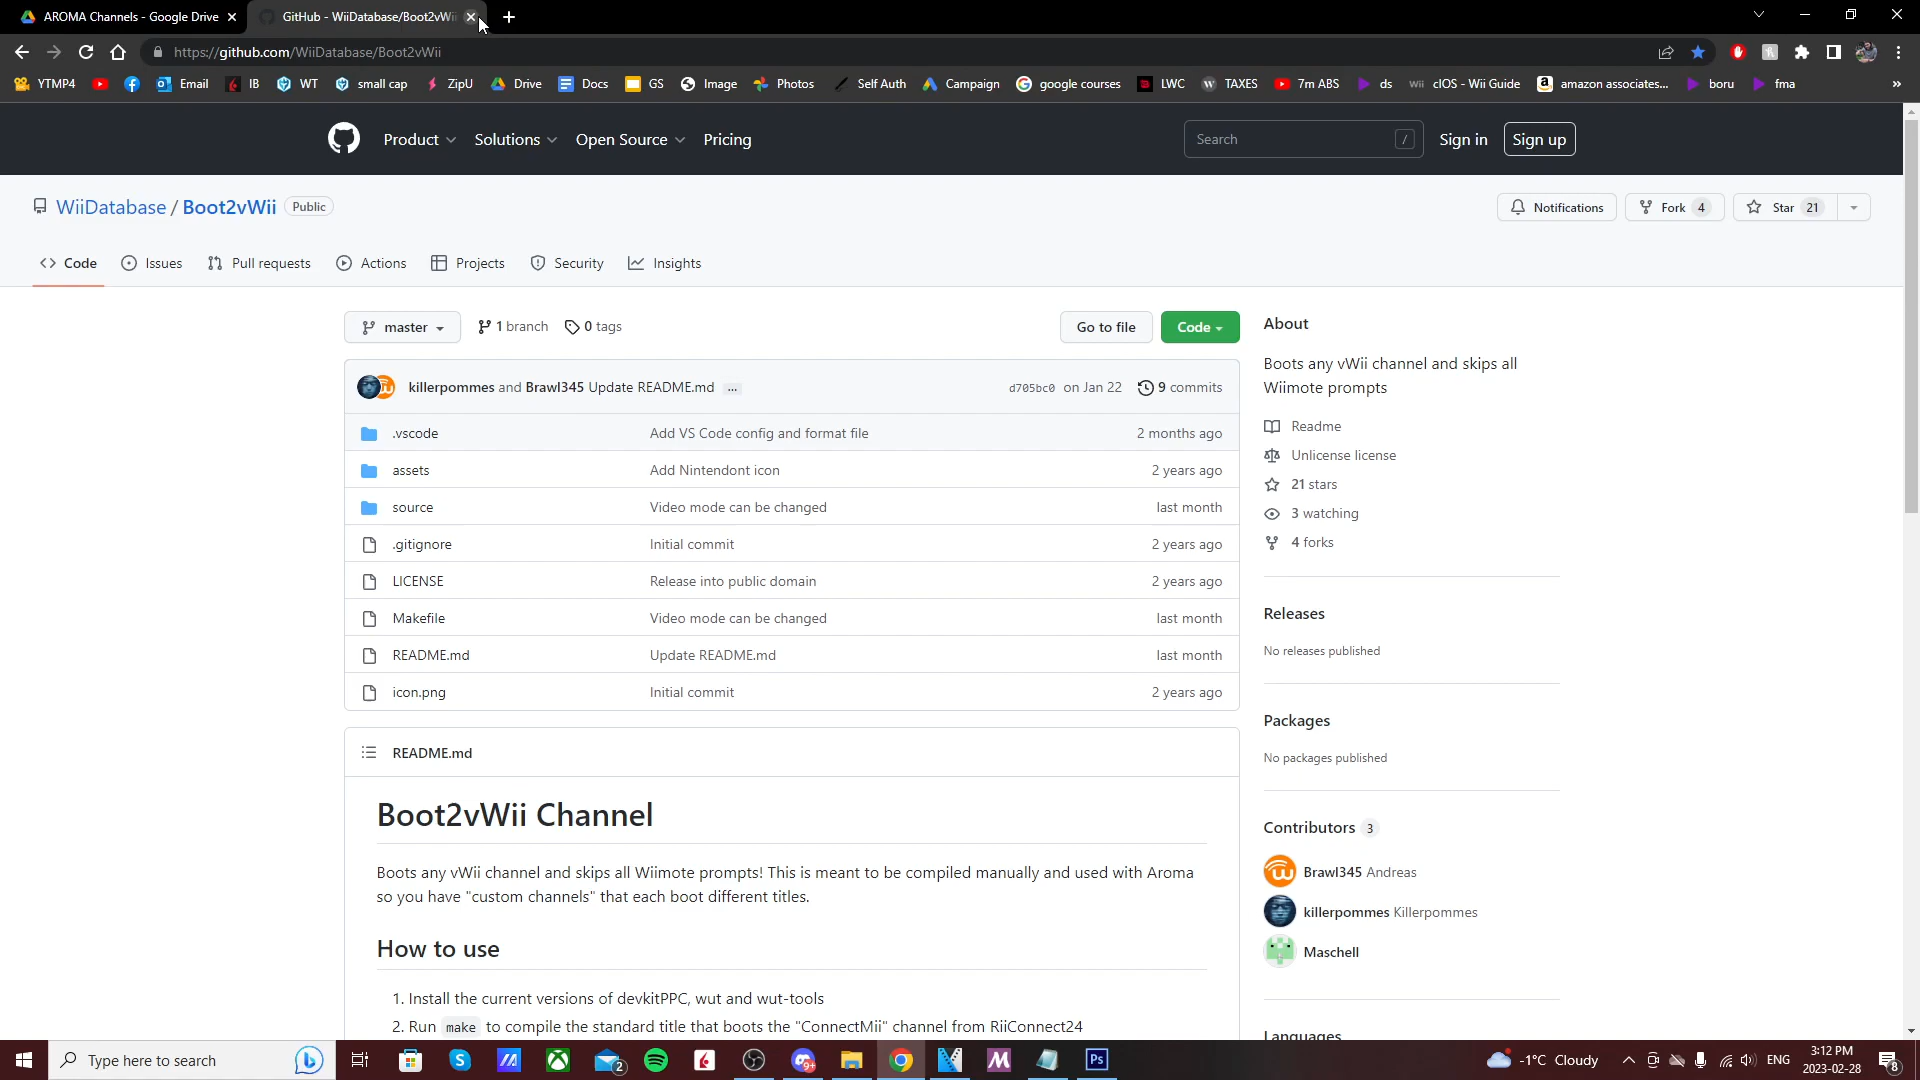 AROMA Channels - Google Drive
GitHub - WiiDatabase/Boot2vWii
https://github.com/WiiDatabase/Boot2vWii
YTMP4 Email IB WT small cap ZipU Drive Docs GS Image Photos Self Auth Campaign google courses LWC TAXES 7m ABS ds Wii cIOS - Wii Guide amazon associates... boru fma »
Product Solutions Open Source Pricing Search / Sign in Sign up
WiiDatabase / Boot2vWii Public Notifications Fork 4 Star 21
Code Issues Pull requests Actions Projects Security Insights
master 1 branch 0 tags Go to file Code
killerpommes and Brawl345 Update README.md ... d705bc0 on Jan 22 9 commits
.vscode Add VS Code config and format file 2 months ago
assets Add Nintendont icon 2 years ago
source Video mode can be changed last month
.gitignore Initial commit 2 years ago
LICENSE Release into public domain 2 years ago
Makefile Video mode can be changed last month
README.md Update README.md last month
icon.png Initial commit 2 years ago
README.md
Boot2vWii Channel
Boots any vWii channel and skips all Wiimote prompts! This is meant to be compiled manually and used with Aroma
so you have "custom channels" that each boot different titles.
How to use
1. Install the current versions of devkitPPC, wut and wut-tools
2. Run make to compile the standard title that boots the "ConnectMii" channel from RiiConnect24
About
Boots any vWii channel and skips all
Wiimote prompts
Readme
Unlicense license
21 stars
3 watching
4 forks
Releases
No releases published
Packages
No packages published
Contributors 3
Brawl345 Andreas
killerpommes Killerpommes
Maschell
Languages
Type here to search
2
9+
Ps
-1°C Cloudy
ENG
3:12 PM
2023-02-28
8